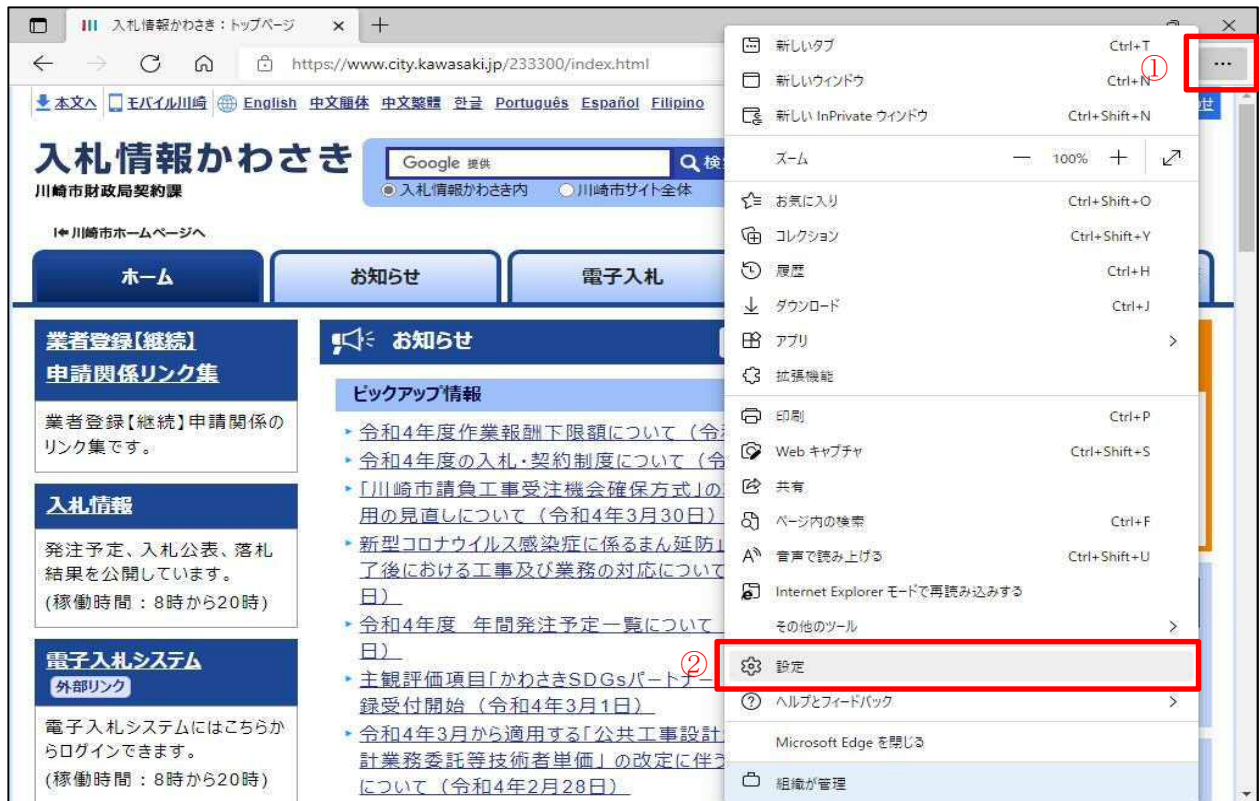 入札情報かわさき：トップページ
https://www.city.kawasaki.jp/233300/index.html
①
…
本文へ モバイル川崎 English 中文簡体 中文繁體 한글 Português Español Filipino
せ
入札情報かわさき
川崎市財政局契約課
Google 提供
検
入札情報かわさき内 川崎市サイト全体
川崎市ホームページへ
ホーム お知らせ 電子入札
業者登録【継続】
申請関係リンク集
業者登録【継続】申請関係の
リンク集です。
入札情報
発注予定、入札公表、落札
結果を公開しています。
(稼働時間：8時から20時)
電子入札システム
外部リンク
電子入札システムにはこちらか
らログインできます。
(稼働時間：8時から20時)
お知らせ
ピックアップ情報
令和4年度作業報酬下限額について（令
令和4年度の入札・契約制度について（令
「川崎市請負工事受注機会確保方式」の
用の見直しについて（令和4年3月30日）
新型コロナウイルス感染症に係るまん延防
了後における工事及び業務の対応について
日）
令和4年度 年間発注予定一覧について
日）
主観評価項目「かわさきSDGsパートナー
録受付開始（令和4年3月1日）
令和4年3月から適用する「公共工事設計
計業務委託等技術者単価」の改定に伴う
について（令和4年2月28日）
新しいタブ Ctrl+T
新しいウィンドウ Ctrl+N
新しい InPrivate ウィンドウ Ctrl+Shift+N
ズーム 100%
お気に入り Ctrl+Shift+O
コレクション Ctrl+Shift+Y
履歴 Ctrl+H
ダウンロード Ctrl+J
アプリ
拡張機能
印刷 Ctrl+P
Web キャプチャ Ctrl+Shift+S
共有
ページ内の検索 Ctrl+F
音声で読み上げる Ctrl+Shift+U
Internet Explorer モードで再読み込みする
その他のツール
② 設定
ヘルプとフィードバック
Microsoft Edge を閉じる
組織が管理